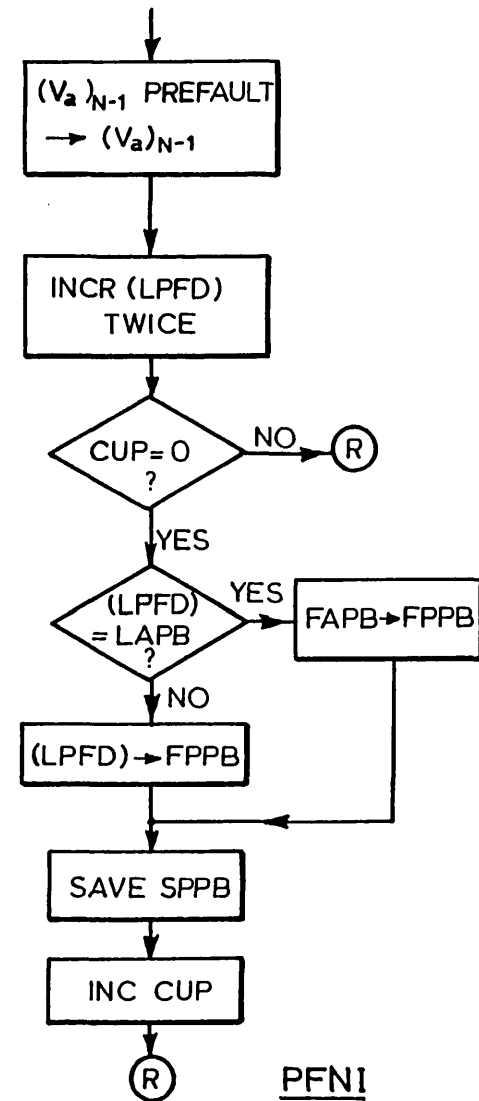 (Va)N-1 PREFAULT
→ (Va)N-1
INCR (LPFD)
TWICE
CUP=0
?
NO
R
YES
(LPFD)
= LAPB
?
YES
FAPB→FPPB
NO
(LPFD)→FPPB
SAVE SPPB
INC CUP
R
PFNI